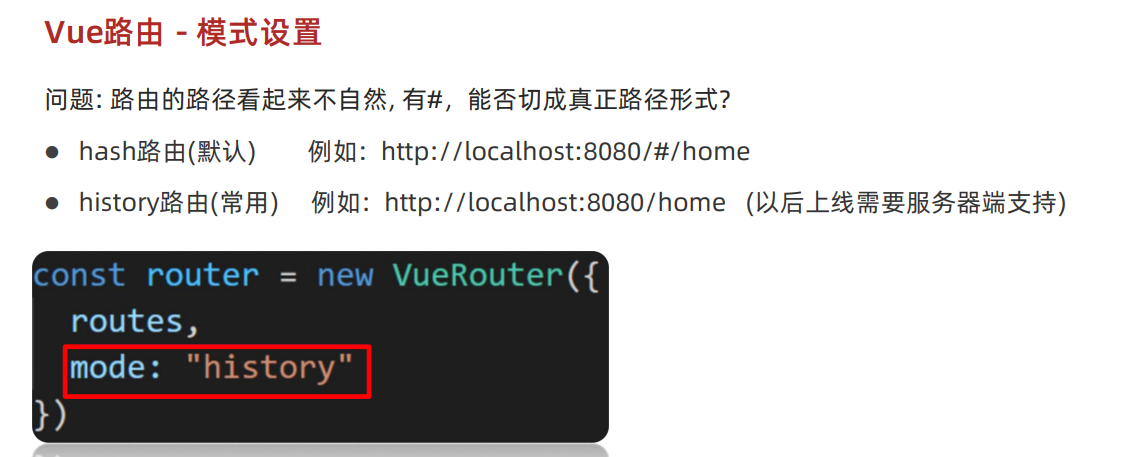 Vue路由 - 模式设置
问题: 路由的路径看起来不自然, 有#，能否切成真正路径形式?
● hash路由(默认) 例如：http://localhost:8080/#/home
● history路由(常用) 例如：http://localhost:8080/home (以后上线需要服务器端支持)
const router = new VueRouter({
routes,
mode: "history"
})